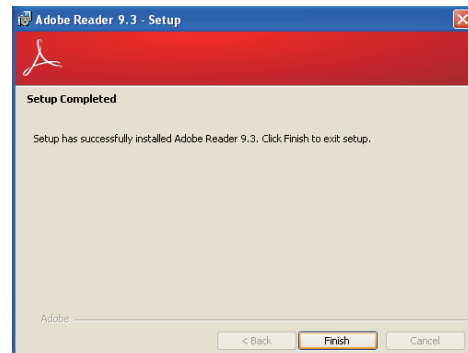 Adobe Reader 9.3 - Setup
Setup Completed
Setup has successfully installed Adobe Reader 9.3. Click Finish to exit setup.
Adobe
< Back Finish Cancel